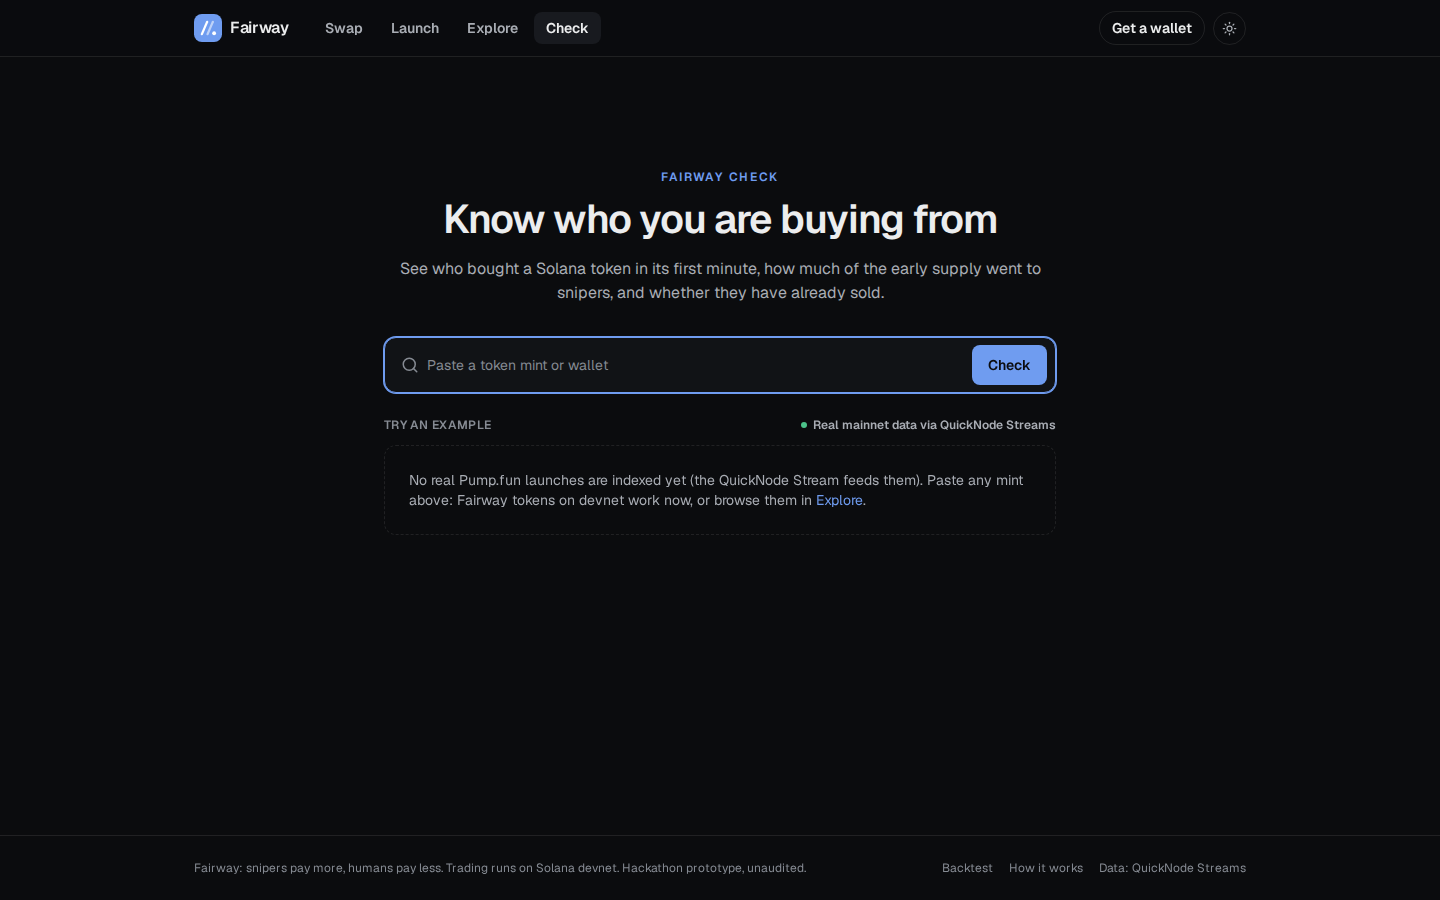 Fairway Swap Launch Explore Check Get a wallet
FAIRWAY CHECK
Know who you are buying from
See who bought a Solana token in its first minute, how much of the early supply went to
snipers, and whether they have already sold.
Paste a token mint or wallet Check
TRY AN EXAMPLE Real mainnet data via QuickNode Streams
No real Pump.fun launches are indexed yet (the QuickNode Stream feeds them). Paste any mint
above: Fairway tokens on devnet work now, or browse them in Explore.
Fairway: snipers pay more, humans pay less. Trading runs on Solana devnet. Hackathon prototype, unaudited. Backtest How it works Data: QuickNode Streams